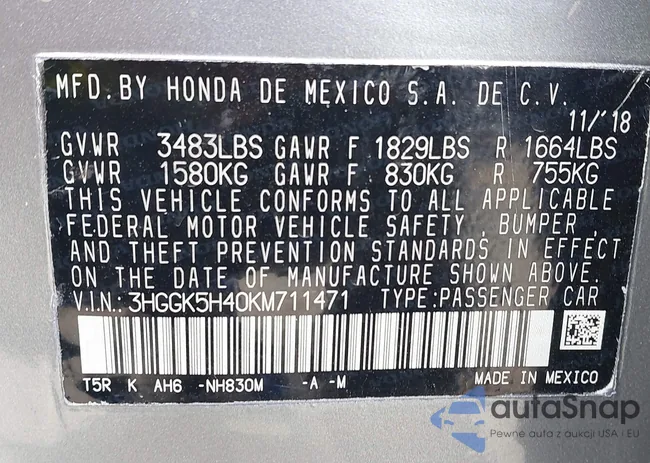 MFD. BY HONDA DE MEXICO S.A. DE C.V.
11/'18
GVWR 3483LBS GAWR F 1829LBS R 1664LBS
GVWR 1580KG GAWR F 830KG R 755KG
THIS VEHICLE CONFORMS TO ALL APPLICABLE
FEDERAL MOTOR VEHICLE SAFETY, BUMPER,
AND THEFT PREVENTION STANDARDS IN EFFECT
ON THE DATE OF MANUFACTURE SHOWN ABOVE.
V.I.N.: 3HGGK5H40KM711471 TYPE:PASSENGER CAR
T5R K AH6 -NH830M -A -M MADE IN MEXICO
autaSnap
Pewne auta z aukcji USA i EU